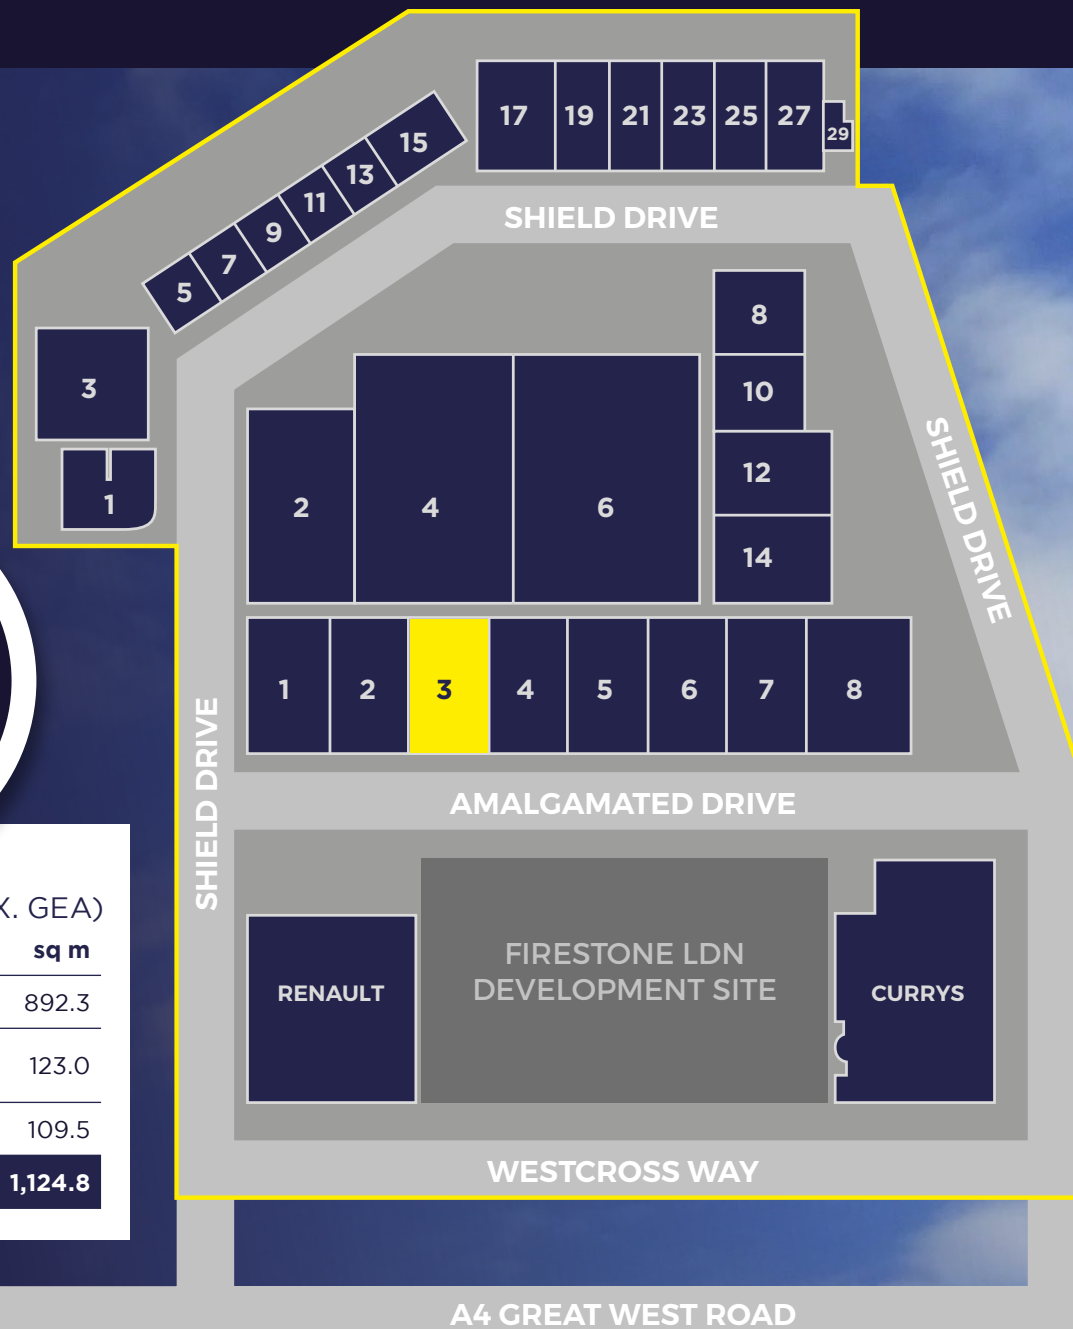 17 19 21 23 25 27 29
15
13
11
9
7
5
SHIELD DRIVE
3
1
8
10
12
14
2 4 6
SHIELD DRIVE
1 2 3 4 5 6 7 8
SHIELD DRIVE
AMALGAMATED DRIVE
X. GEA)
sq m
892.3
123.0
109.5
1,124.8
RENAULT
FIRESTONE LDN
DEVELOPMENT SITE
CURRYS
WESTCROSS WAY
A4 GREAT WEST ROAD